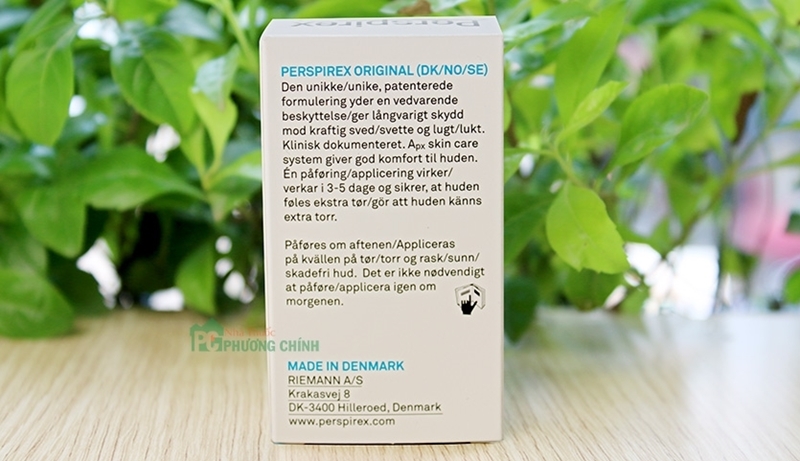 Perspirex
PERSPIREX ORIGINAL (DK/NO/SE)
Den unikke/unike, patenterede
formulering yder en vedvarende
beskyttelse/ger långvarigt skydd
mod kraftig sved/svette og lugt/lukt.
Klinisk dokumenteret. Apx skin care
system giver god komfort til huden.
Én påføring/applicering virker/
verkar i 3-5 dage og sikrer, at huden
føles ekstra tør/gör att huden känns
extra torr.
Påføres om aftenen/Appliceras
på kvällen på tør/torr og rask/sunn/
skadefri hud. Det er ikke nødvendigt
at påføre/applicera igen om
morgenen.
PC PHƯƠNG CHÍNH
MADE IN DENMARK
RIEMANN A/S
Krakasvej 8
DK-3400 Hilleroed, Denmark
www.perspirex.com